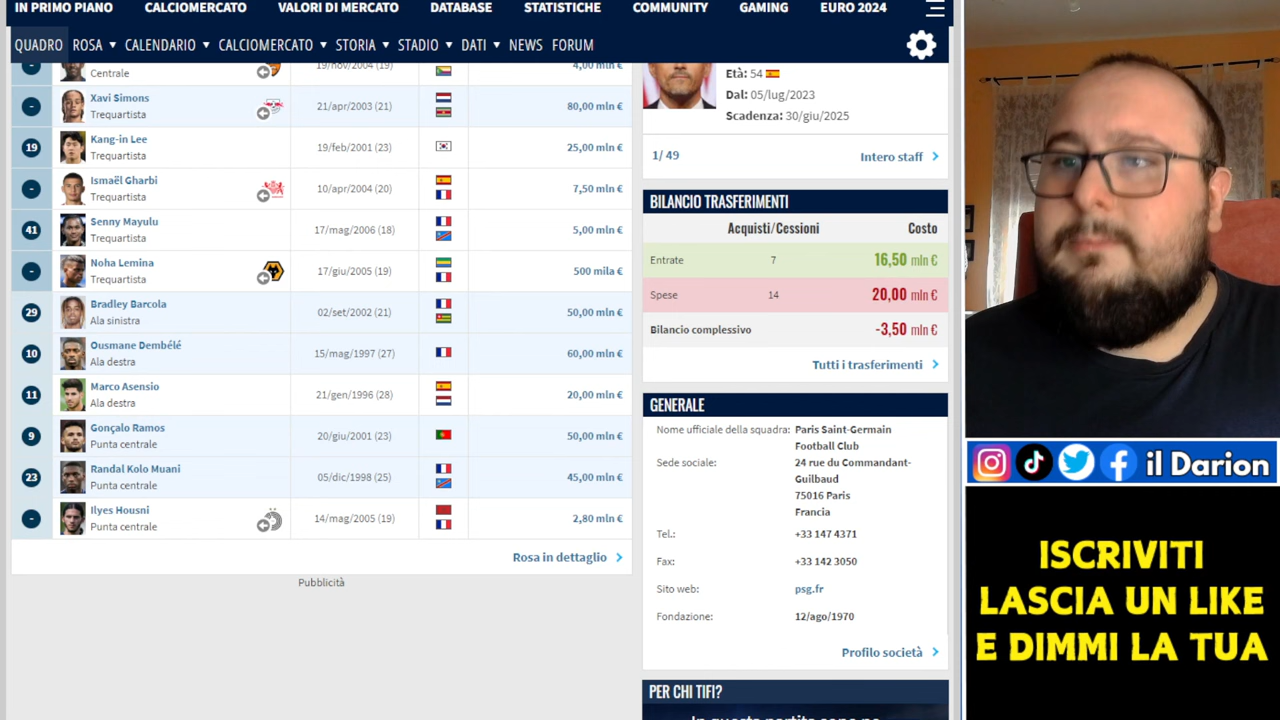 IN PRIMO PIANO CALCIOMERCATO VALORI DI MERCATO DATABASE STATISTICHE COMMUNITY GAMING EURO 2024
QUADRO ROSA CALENDARIO CALCIOMERCATO STORIA STADIO DATI NEWS FORUM
Centrale 19/nov/2004 (19) 4,00 mln €
- Xavi Simons 21/apr/2003 (21) 80,00 mln €
Trequartista
19 Kang-in Lee 19/feb/2001 (23) 25,00 mln €
Trequartista
- Ismaël Gharbi 10/apr/2004 (20) 7,50 mln €
Trequartista
41 Senny Mayulu 17/mag/2006 (18) 5,00 mln €
Trequartista
- Noha Lemina 17/giu/2005 (19) 500 mila €
Trequartista
29 Bradley Barcola 02/set/2002 (21) 50,00 mln €
Ala sinistra
10 Ousmane Dembélé 15/mag/1997 (27) 60,00 mln €
Ala destra
11 Marco Asensio 21/gen/1996 (28) 20,00 mln €
Ala destra
9 Gonçalo Ramos 20/giu/2001 (23) 50,00 mln €
Punta centrale
23 Randal Kolo Muani 05/dic/1998 (25) 45,00 mln €
Punta centrale
- Ilyes Housni 14/mag/2005 (19) 2,80 mln €
Punta centrale
Rosa in dettaglio
Pubblicità
Età: 54
Dal: 05/lug/2023
Scadenza: 30/giu/2025
1/ 49 Intero staff
BILANCIO TRASFERIMENTI
Acquisti/Cessioni Costo
Entrate 7 16,50 mln €
Spese 14 20,00 mln €
Bilancio complessivo -3,50 mln €
Tutti i trasferimenti
GENERALE
Nome ufficiale della squadra: Paris Saint-Germain
Football Club
Sede sociale: 24 rue du Commandant-
Guilbaud
75016 Paris
Francia
Tel.: +33 147 4371
Fax: +33 142 3050
Sito web: psg.fr
Fondazione: 12/ago/1970
Profilo società
PER CHI TIFI?
il Darion
ISCRIVITI
LASCIA UN LIKE
E DIMMI LA TUA